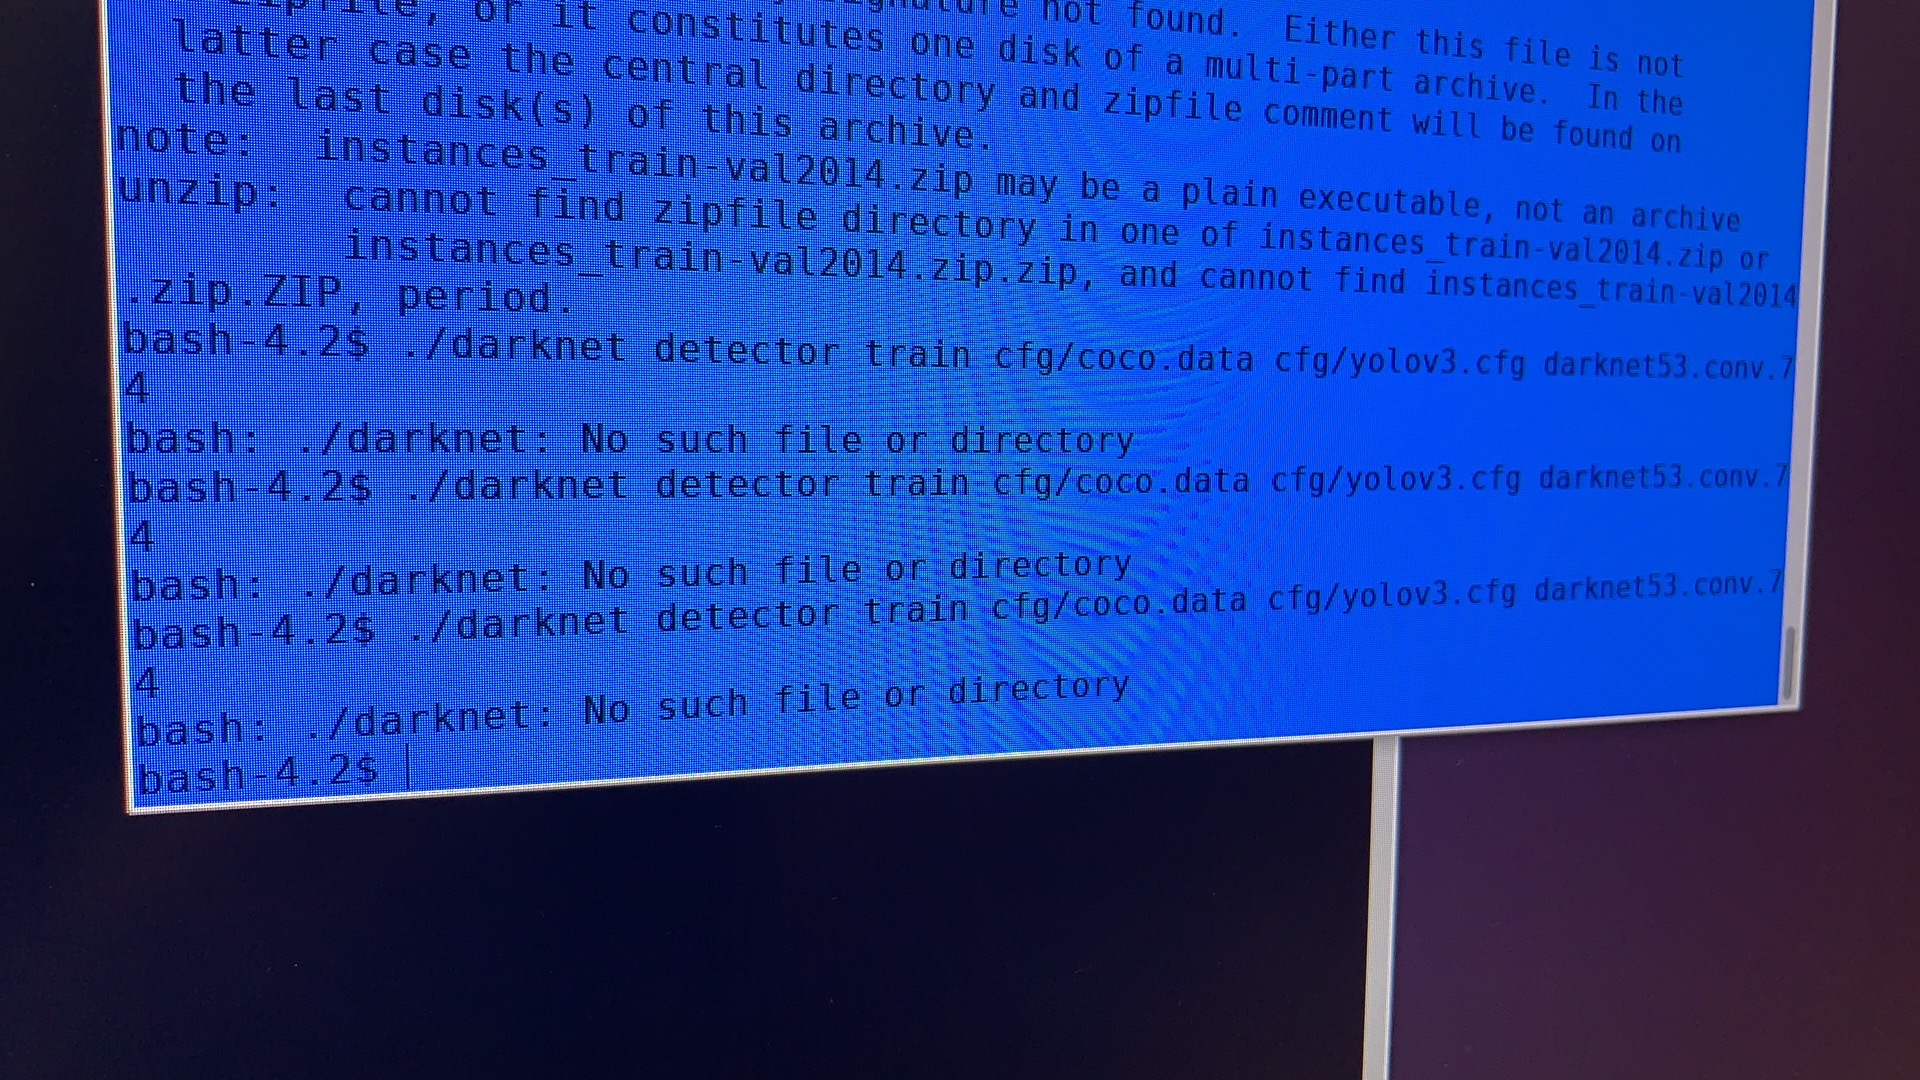 zipfile, or it constitutes one disk of a multi-part archive. In the
not found. Either this file is not
latter case the central directory and zipfile comment will be found on
the last disk(s) of this archive.
note: instances_train-val2014.zip may be a plain executable, not an archive
unzip: cannot find zipfile directory in one of instances_train-val2014.zip or
instances_train-val2014.zip.zip, and cannot find instances_train-val2014
.zip.ZIP, period.
bash-4.2$ ./darknet detector train cfg/coco.data cfg/yolov3.cfg darknet53.conv.7
4
bash: ./darknet: No such file or directory
bash-4.2$ ./darknet detector train cfg/coco.data cfg/yolov3.cfg darknet53.conv.7
4
bash: ./darknet: No such file or directory
bash-4.2$ ./darknet detector train cfg/coco.data cfg/yolov3.cfg darknet53.conv.7
4
bash: ./darknet: No such file or directory
bash-4.2$